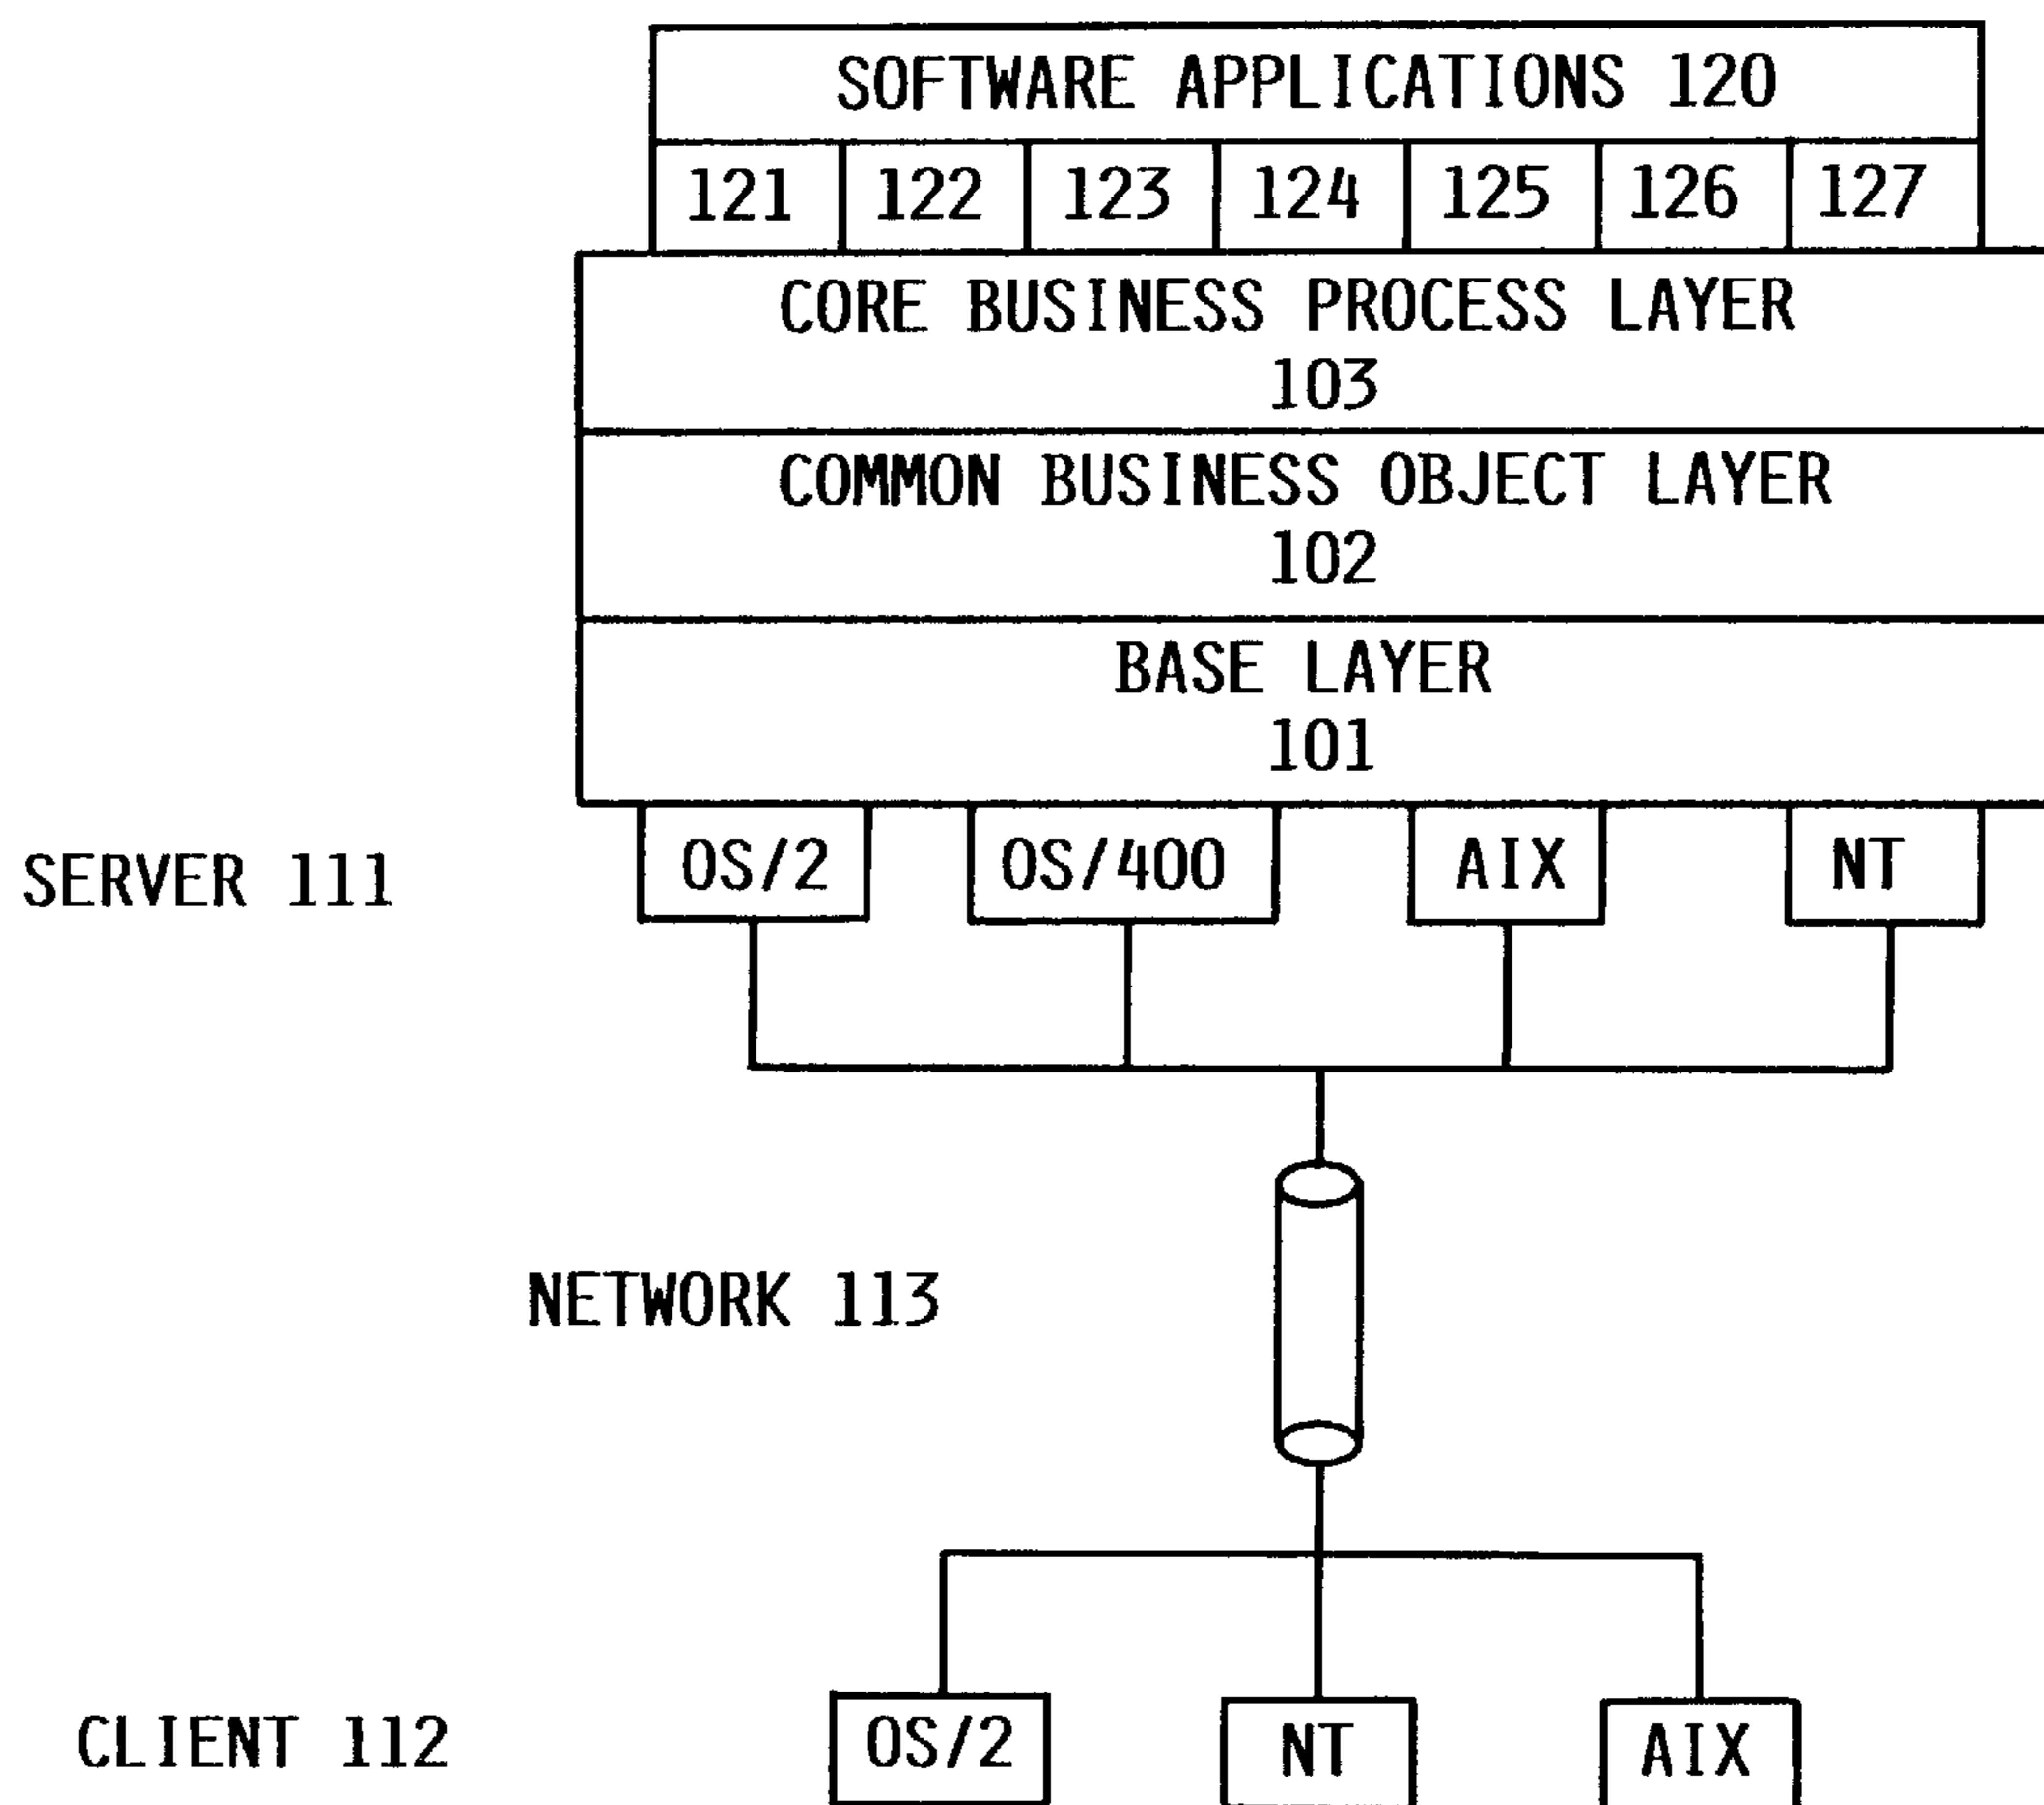 SOFTWARE APPLICATIONS 120
121 122 123 124 125 126 127
CORE BUSINESS PROCESS LAYER
103
COMMON BUSINESS OBJECT LAYER
102
BASE LAYER
101
SERVER 111 OS/2 OS/400 AIX NT
NETWORK 113
CLIENT 112 OS/2 NT AIX